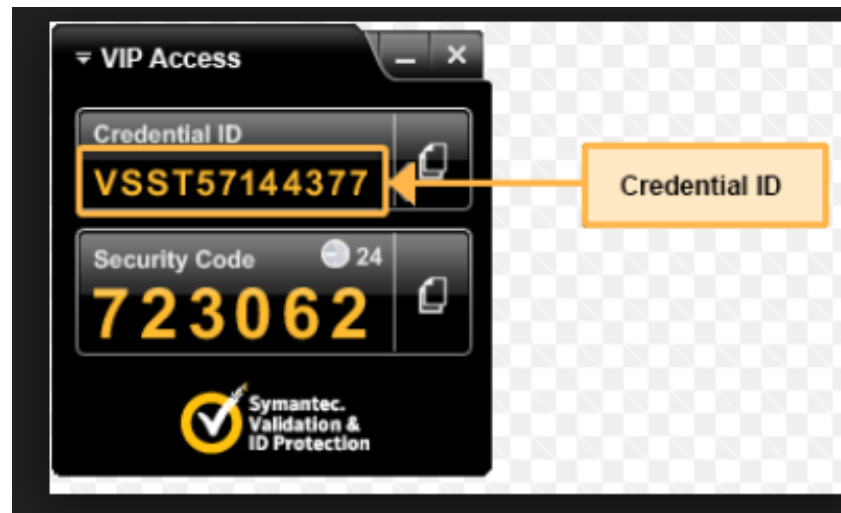 VIP Access
Credential ID
VSST57144377
Credential ID
Security Code 24
723062
Symantec.
Validation &
ID Protection